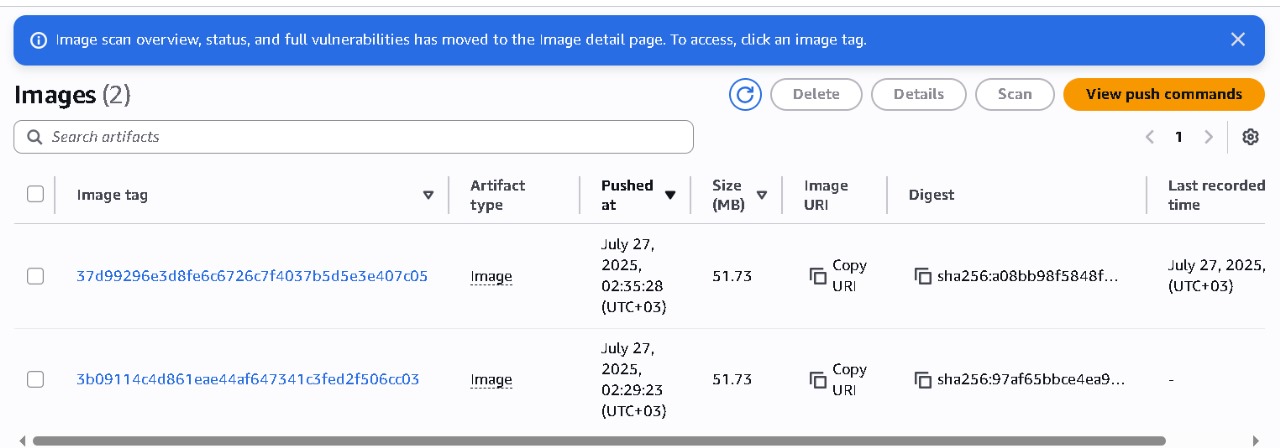 Image scan overview, status, and full vulnerabilities has moved to the Image detail page. To access, click an image tag.
Images (2)
Delete
Details
Scan
View push commands
Search artifacts
1
Image tag
Artifact type
Pushed at
Size (MB)
Image URI
Digest
Last recorded time
37d99296e3d8fe6c6726c7f4037b5d5e3e407c05
Image
July 27, 2025, 02:35:28 (UTC+03)
51.73
Copy URI
sha256:a08bb98f5848f...
July 27, 2025, (UTC+03)
3b09114c4d861eae44af647341c3fed2f506cc03
Image
July 27, 2025, 02:29:23 (UTC+03)
51.73
Copy URI
sha256:97af65bbce4ea9...
-